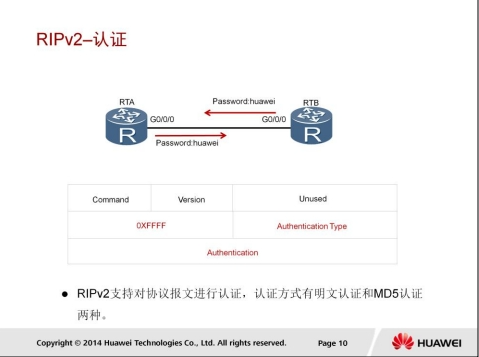 RIPv2–认证
RTA
Password:huawei
RTB
G0/0/0
G0/0/0
R
R
Password:huawei
Command
Version
Unused
0XFFFF
Authentication Type
Authentication
● RIPv2支持对协议报文进行认证，认证方式有明文认证和MD5认证
两种。
Copyright © 2014 Huawei Technologies Co., Ltd. All rights reserved.
Page 10
HUAWEI